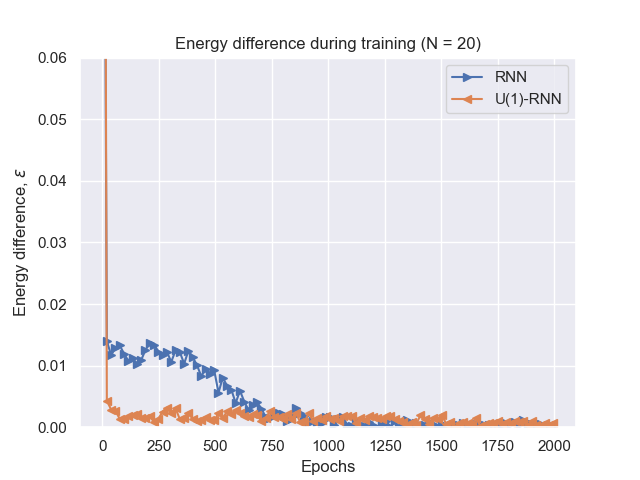 Energy difference during training (N = 20)
RNN
U(1)-RNN
Energy difference, ε
0.06
0.05
0.04
0.03
0.02
0.01
0.00
0 250 500 750 1000 1250 1500 1750 2000
Epochs